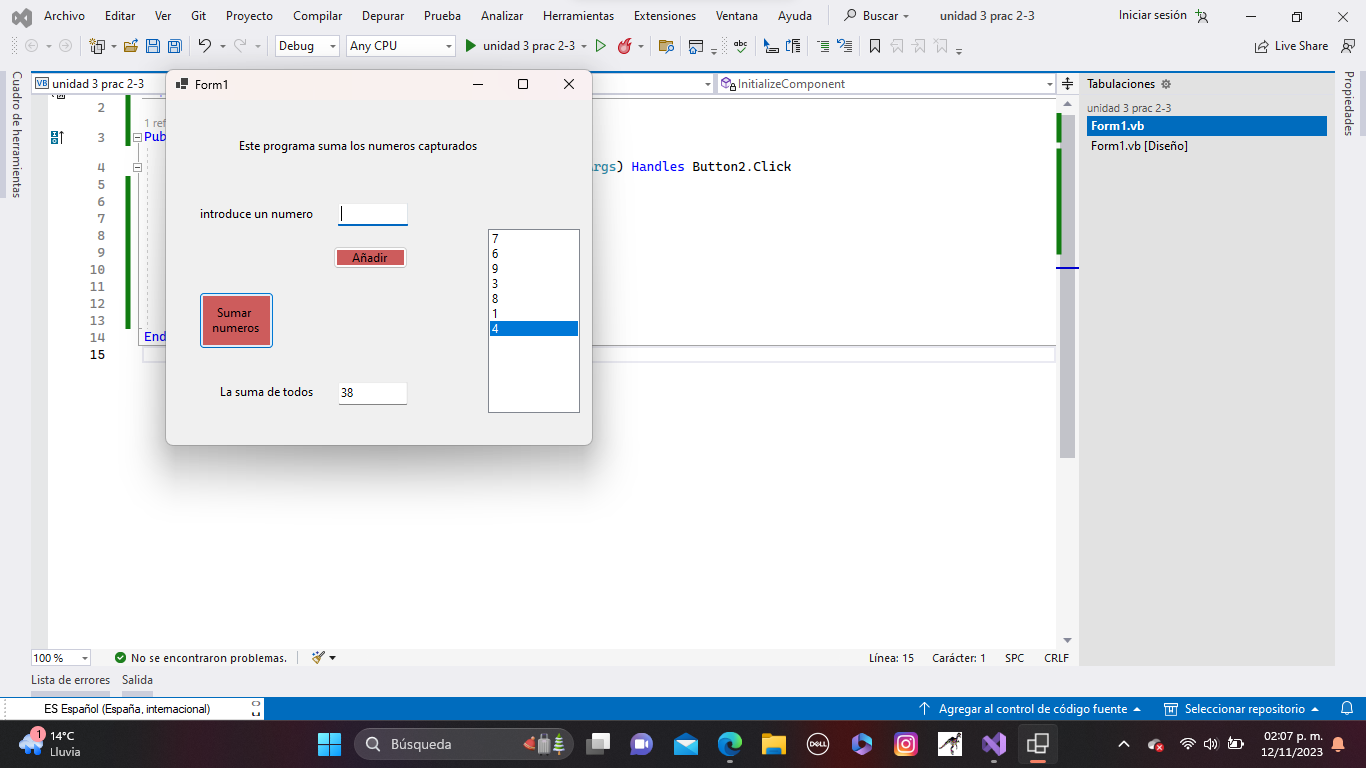 Archivo Editar Ver Git Proyecto Compilar Depurar Prueba Analizar Herramientas Extensiones Ventana Ayuda Buscar unidad 3 prac 2-3 Iniciar sesión
Debug Any CPU unidad 3 prac 2-3 Live Share
Cuadro de herramientas
unidad 3 prac 2-3
InitializeComponent
Form1
Este programa suma los numeros capturados
introduce un numero
Añadir
Sumar
numeros
La suma de todos 38
7
6
9
3
8
1
4
2
1 ref
3 Pub
4 Args) Handles Button2.Click
5
6
7
8
9
10
11
12
13
14 End
15
Tabulaciones
unidad 3 prac 2-3
Form1.vb
Form1.vb [Diseño]
Propiedades
100 % No se encontraron problemas. Línea: 15 Carácter: 1 SPC CRLF
Lista de errores Salida
ES Español (España, internacional) Agregar al control de código fuente Seleccionar repositorio
1
14°C
Lluvia
Búsqueda
DELL
02:07 p. m.
12/11/2023